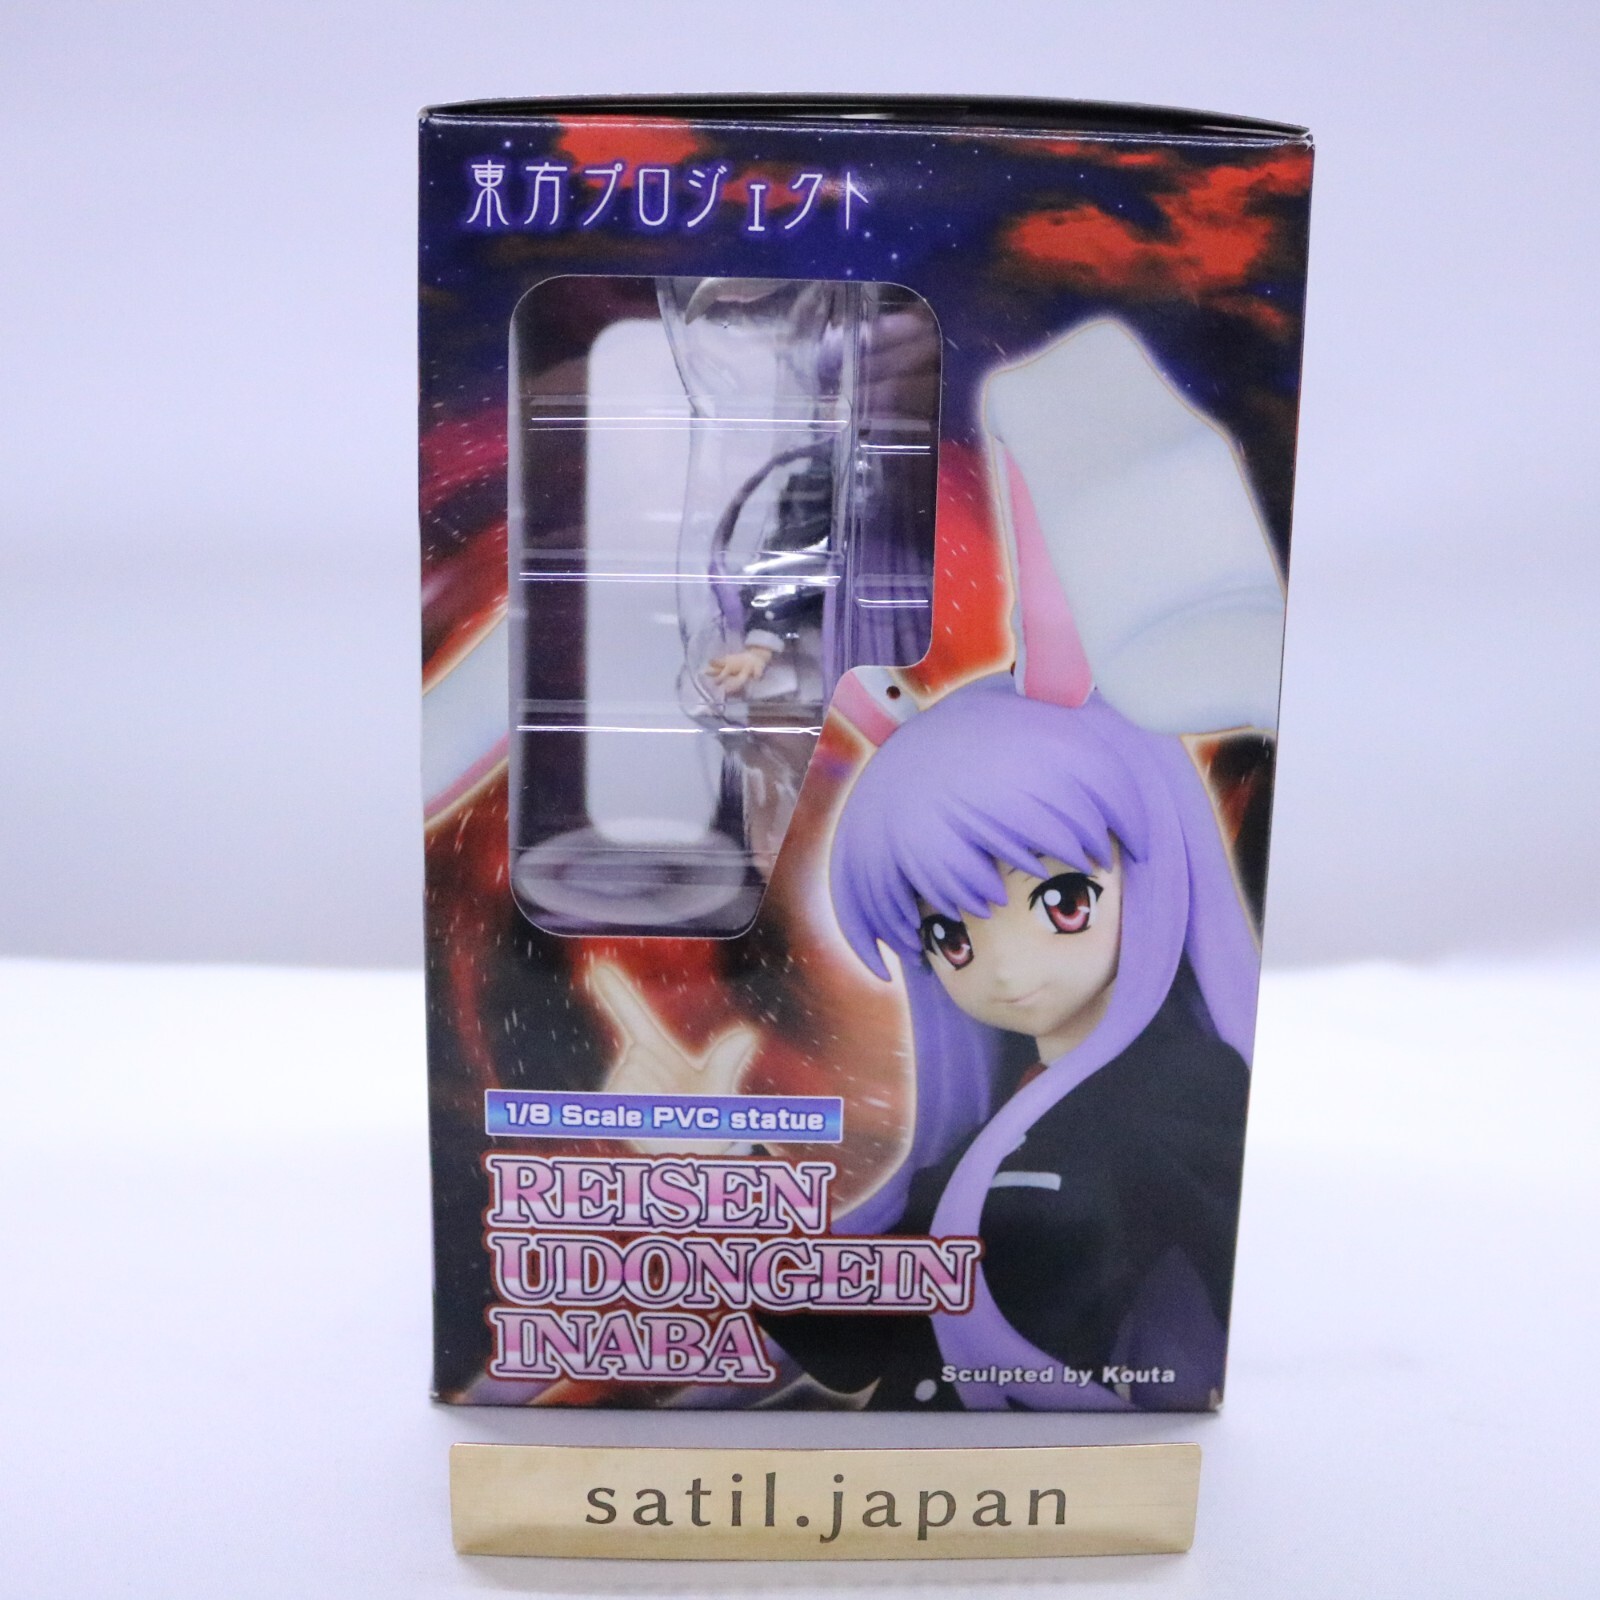 東方プロジェクト
1/8 Scale PVC statue
REISEN
UDONGEIN
INABA
Sculpted by Kouta
satil.japan